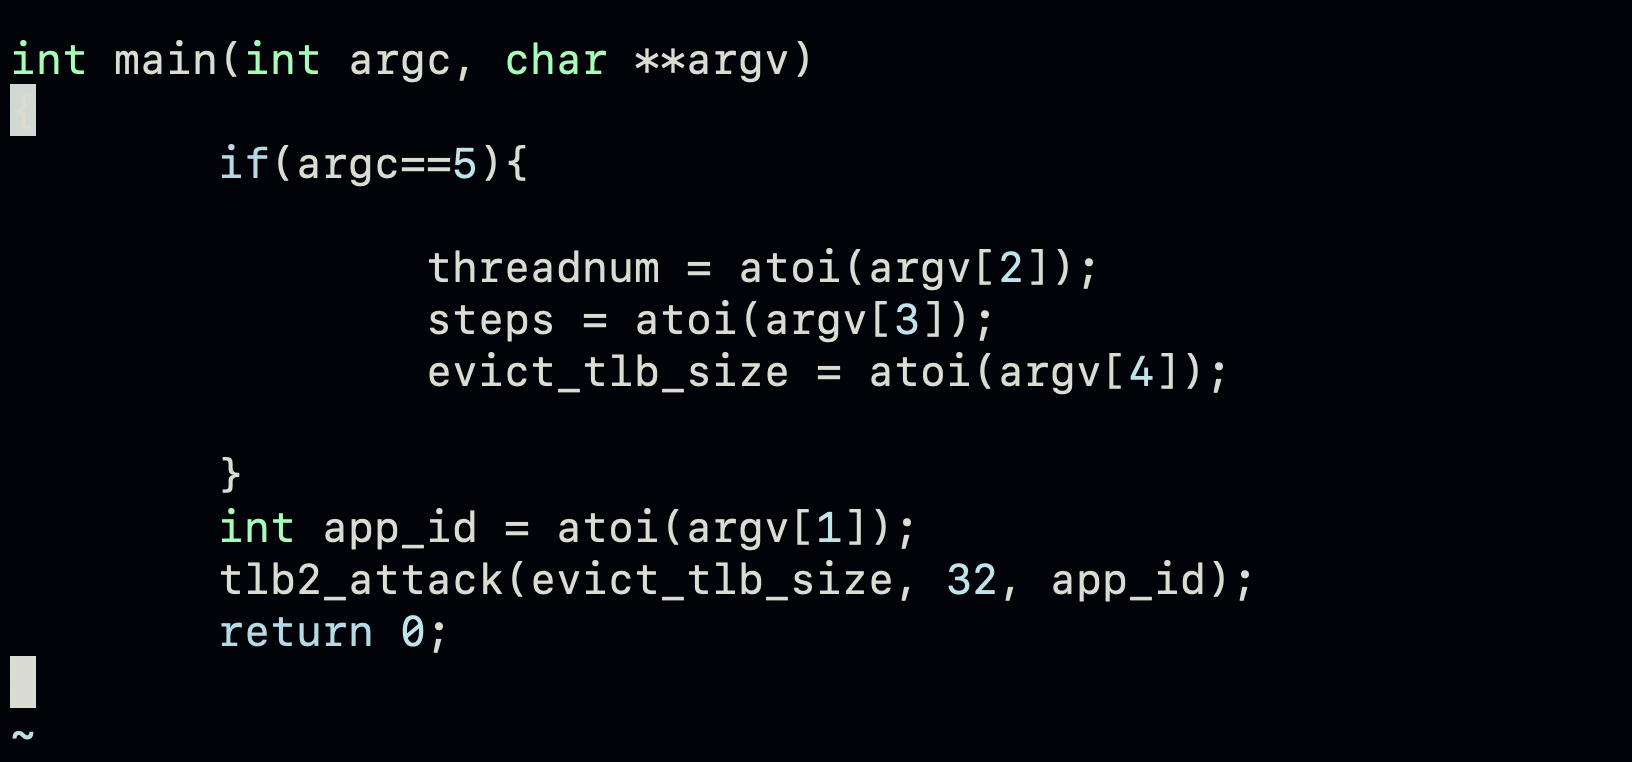 int main(int argc, char **argv)
{
if(argc==5){
threadnum = atoi(argv[2]);
steps = atoi(argv[3]);
evict_tlb_size = atoi(argv[4]);
}
int app_id = atoi(argv[1]);
tlb2_attack(evict_tlb_size, 32, app_id);
return 0;
~